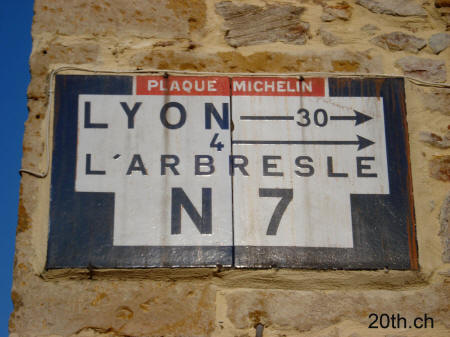 PLAQUE MICHELIN
LYON 30
4
L'ARBRESLE
N 7
20th.ch